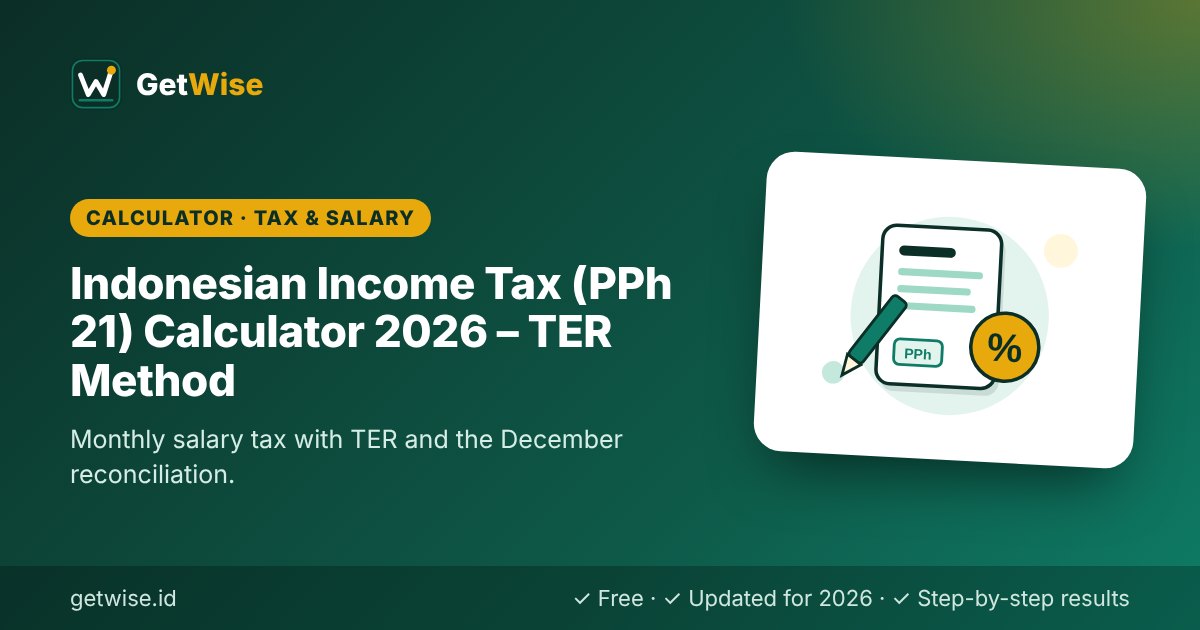 GetWise
CALCULATOR · TAX & SALARY
Indonesian Income Tax (PPh
21) Calculator 2026 – TER
Method
Monthly salary tax with TER and the December
reconciliation.
PPh
%
getwise.id
✓ Free · ✓ Updated for 2026 · ✓ Step-by-step results